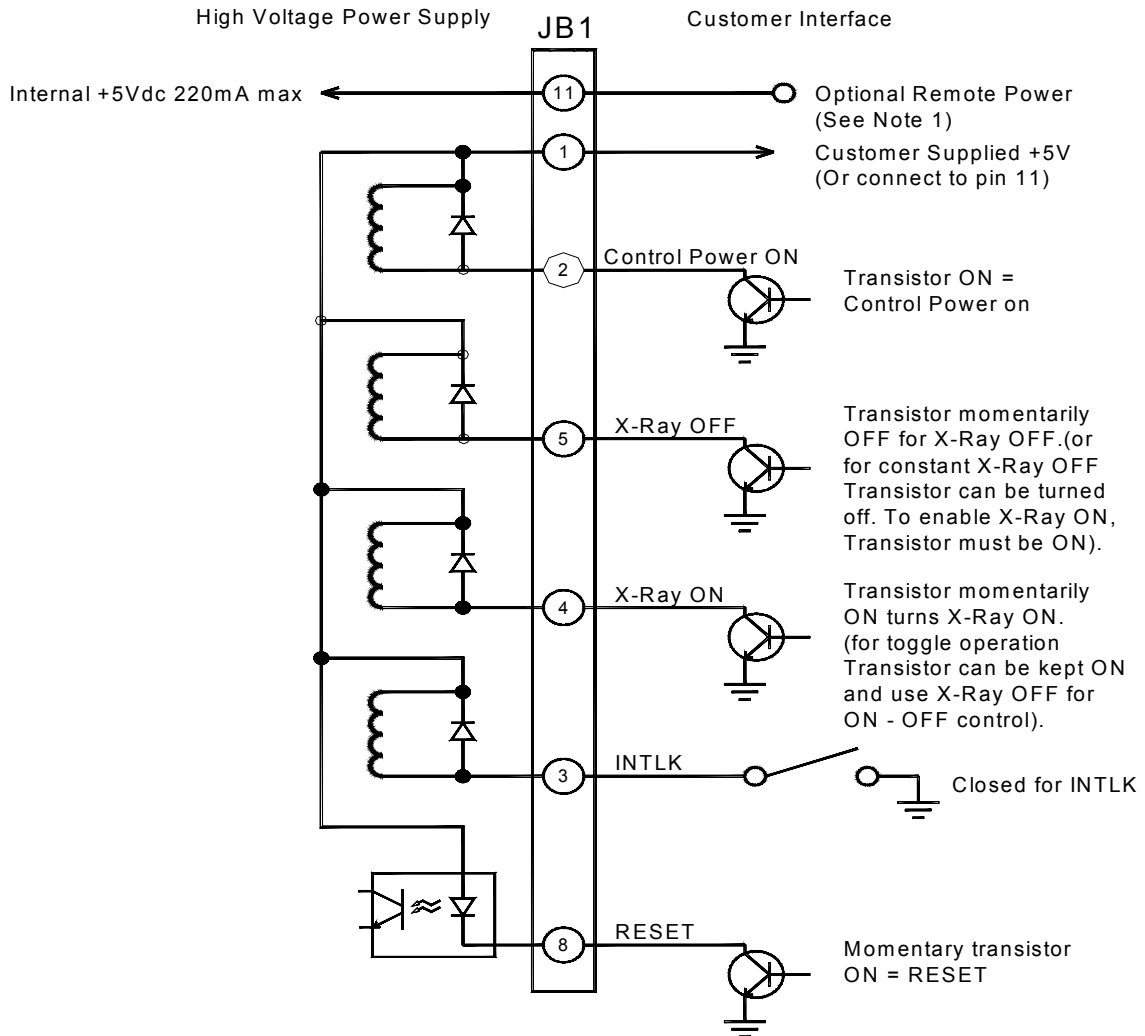 High Voltage Power Supply
JB1
Customer Interface
Internal +5Vdc 220mA max
11
Optional Remote Power
(See Note 1)
1
Customer Supplied +5V
(Or connect to pin 11)
2
Control Power ON
Transistor ON =
Control Power on
5
X-Ray OFF
Transistor momentarily
OFF for X-Ray OFF.(or
for constant X-Ray OFF
Transistor can be turned
off. To enable X-Ray ON,
Transistor must be ON).
4
X-Ray ON
Transistor momentarily
ON turns X-Ray ON.
(for toggle operation
Transistor can be kept ON
and use X-Ray OFF for
ON - OFF control).
3
INTLK
Closed for INTLK
8
RESET
Momentary transistor
ON = RESET